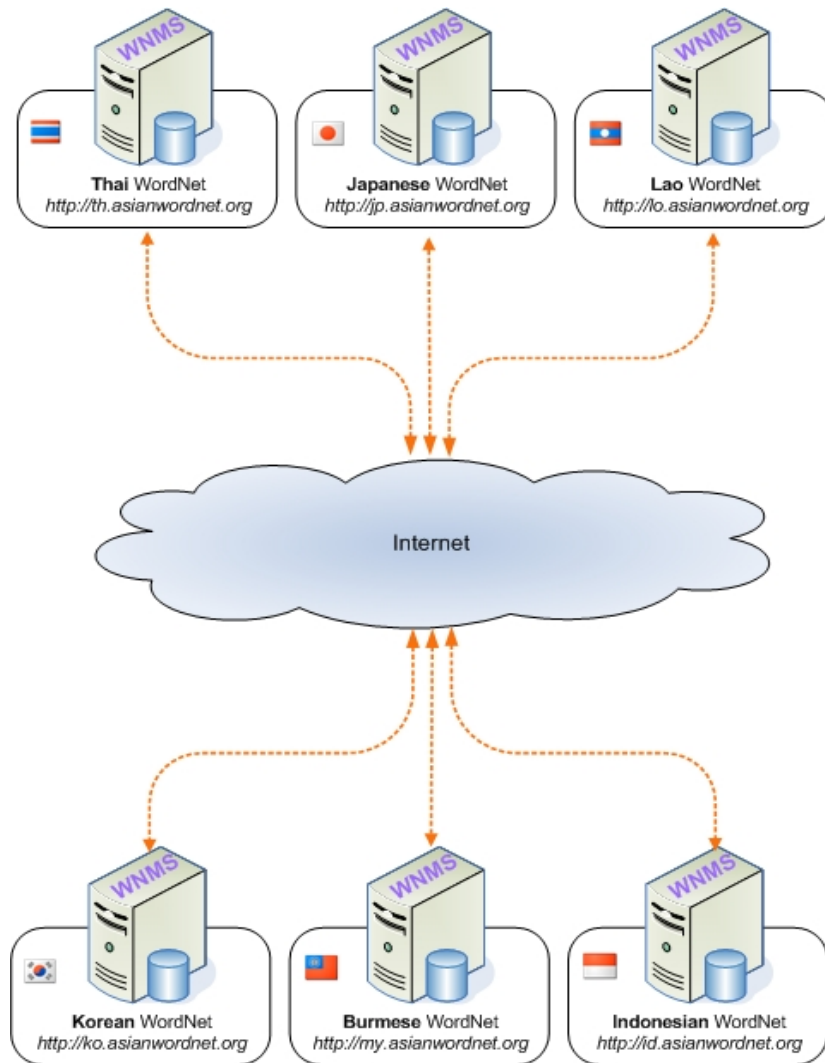 WNMS
WNMS
WNMS
Thai WordNet
http://th.asianwordnet.org
Japanese WordNet
http://jp.asianwordnet.org
Lao WordNet
http://lo.asianwordnet.org
Internet
WNMS
WNMS
WNMS
Korean WordNet
http://ko.asianwordnet.org
Burmese WordNet
http://my.asianwordnet.org
Indonesian WordNet
http://id.asianwordnet.org